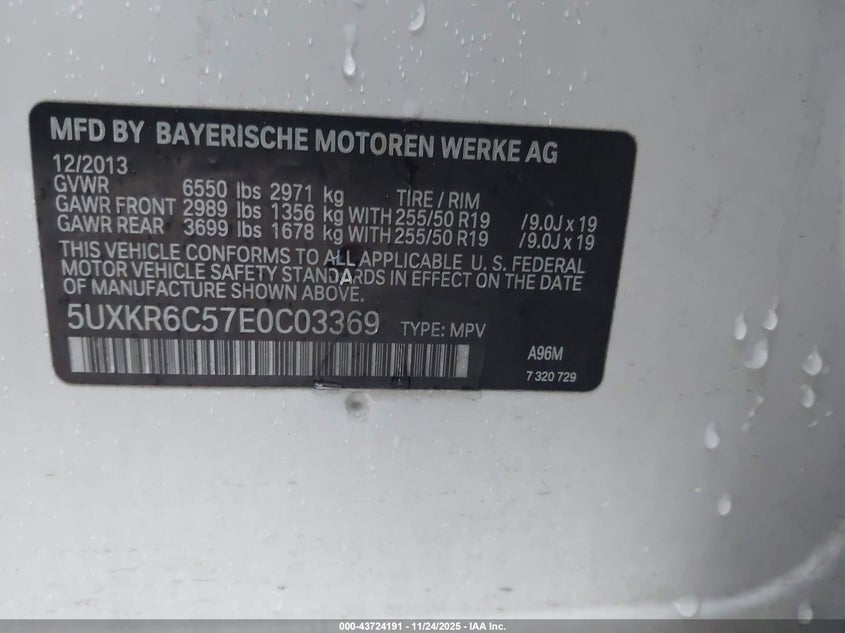 MFD BY BAYERISCHE MOTOREN WERKE AG
12/2013
GVWR 6550 lbs 2971 kg TIRE / RIM
GAWR FRONT 2989 lbs 1356 kg WITH 255/50 R19 /9.0J x 19
GAWR REAR 3699 lbs 1678 kg WITH 255/50 R19 /9.0J x 19
THIS VEHICLE CONFORMS TO ALL APPLICABLE U. S. FEDERAL
MOTOR VEHICLE SAFETY STANDARDS IN EFFECT ON THE DATE
OF MANUFACTURE SHOWN ABOVE.
5UXKR6C57E0C03369 TYPE: MPV
A96M
7 320 729
000-43724191 - 11/24/2025 - IAA Inc.